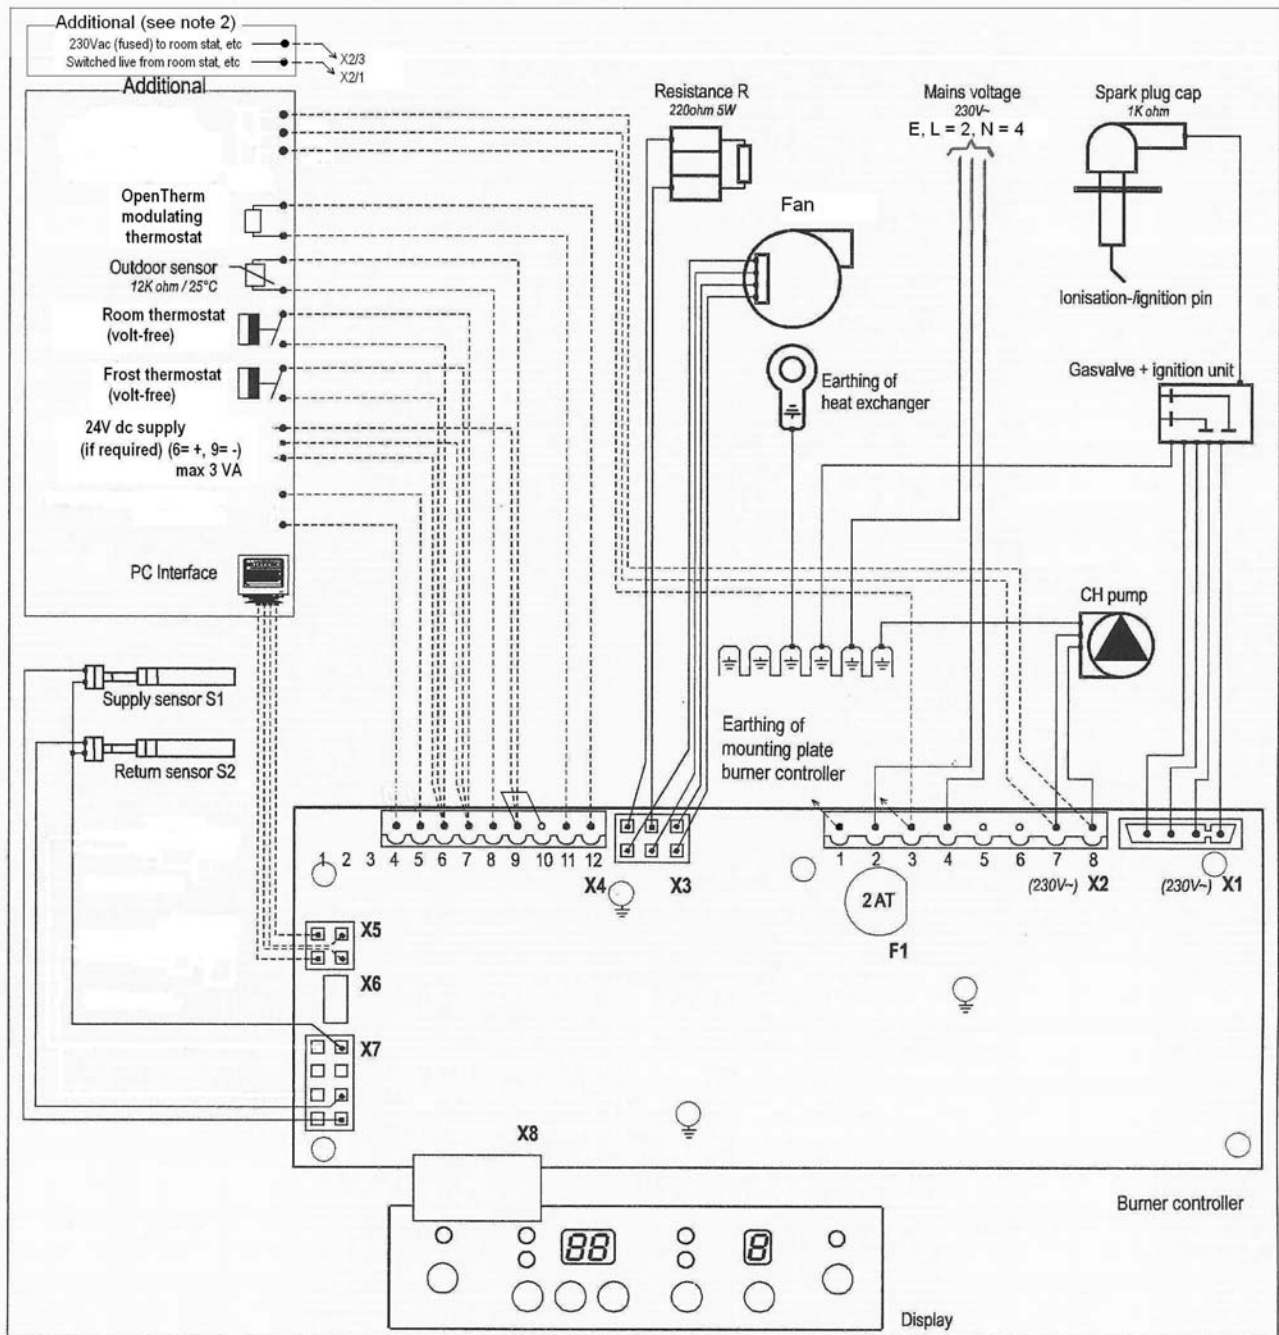 Additional (see note 2)
230Vac (fused) to room stat, etc
X2/3
Switched live from room stat, etc
X2/1
Additional
OpenTherm
modulating
thermostat
Outdoor sensor
12K ohm / 25°C
Room thermostat
(volt-free)
Frost thermostat
(volt-free)
24V dc supply
(if required) (6= +, 9= -)
max 3 VA
PC Interface
Resistance R
220ohm 5W
Fan
Mains voltage
230V~
E, L = 2, N = 4
Spark plug cap
1K ohm
Ionisation-/ignition pin
Gasvalve + ignition unit
Earthing of
heat exchanger
CH pump
Supply sensor S1
Return sensor S2
Earthing of
mounting plate
burner controller
1 2 3 4 5 6 7 8 9 10 11 12
X4
X3
1 2 3 4 5 6 7 8
(230V~) X2
(230V~) X1
2AT
F1
X5
X6
X7
X8
Burner controller
88
8
Display